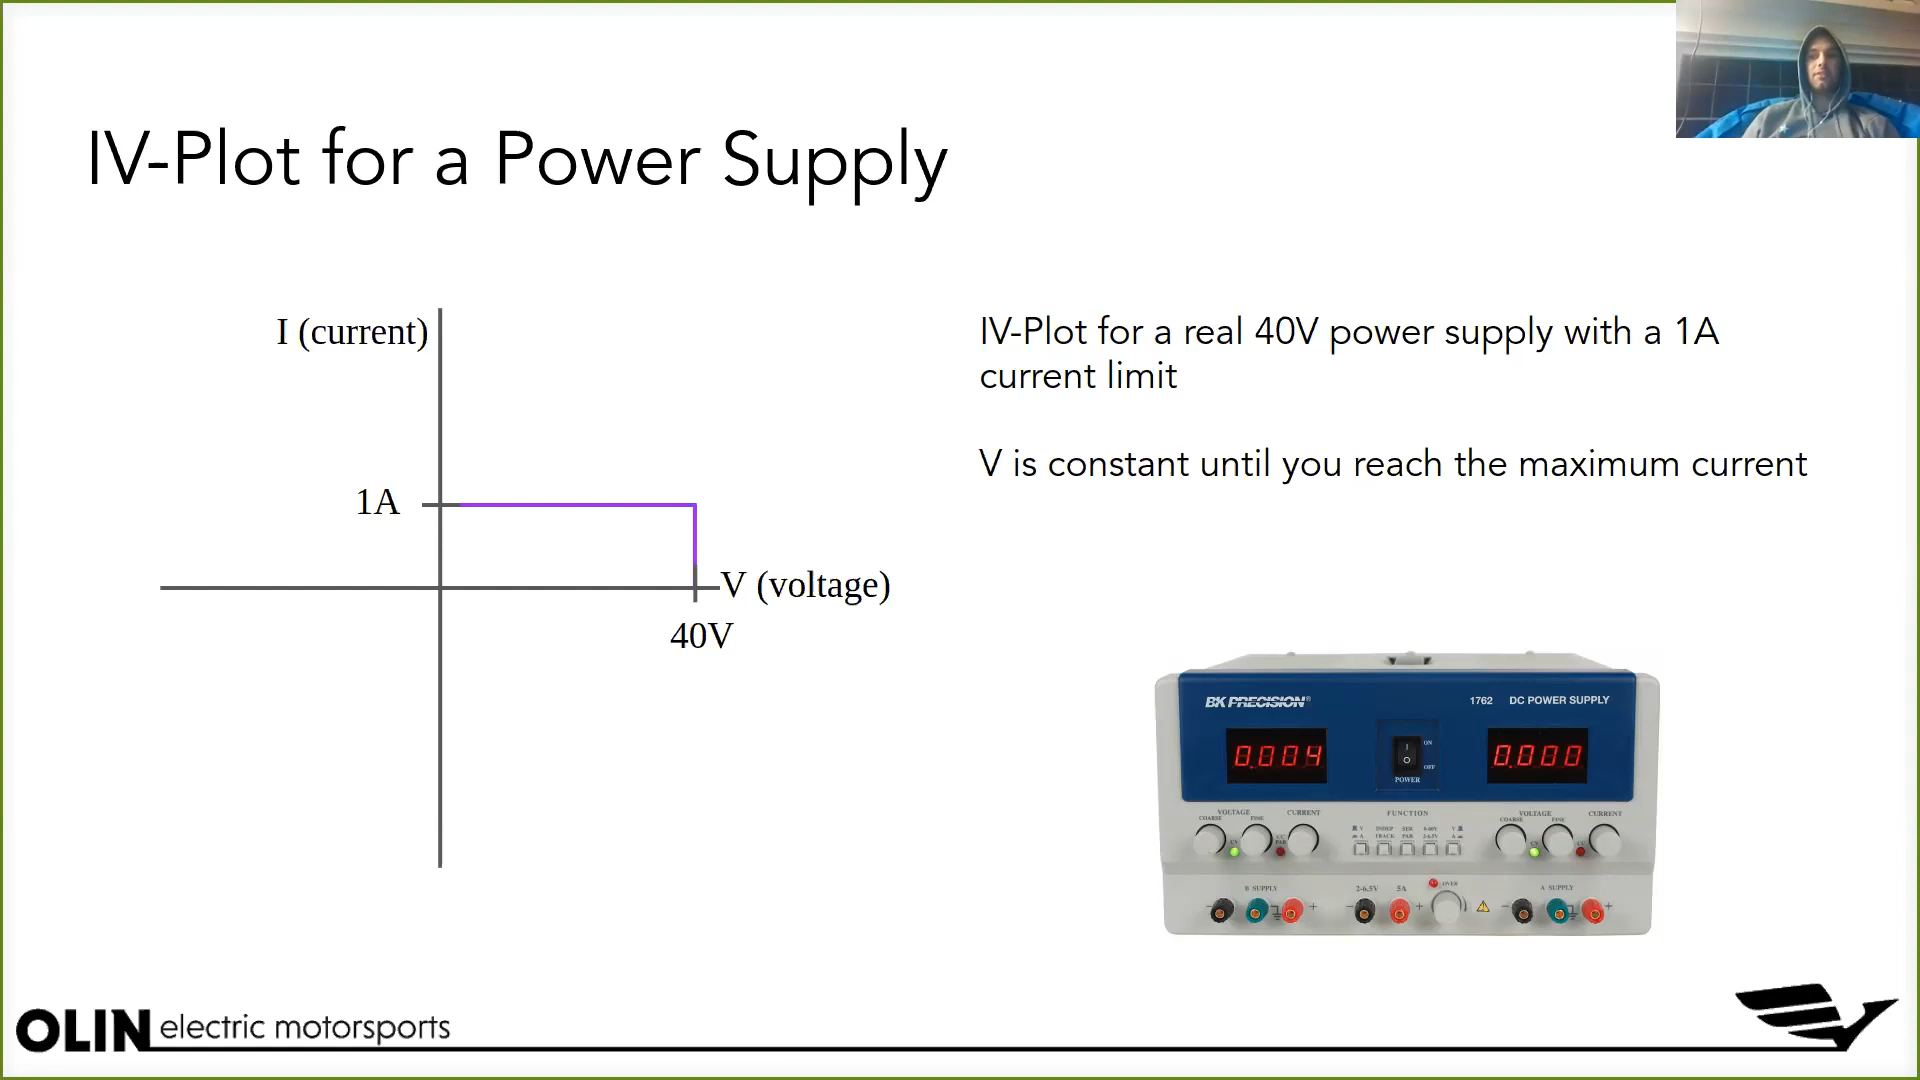 IV-Plot for a Power Supply
I (current)
1A
V (voltage)
40V
IV-Plot for a real 40V power supply with a 1A
current limit
V is constant until you reach the maximum current
BK PRECISION®
1762 DC POWER SUPPLY
0.004
ON
OFF
POWER
0.000
VOLTAGE
COARSE FINE
CURRENT
FUNCTION
VOLTAGE
COARSE FINE
CURRENT
B SUPPLY
2-6.5V 5A
OVER
A SUPPLY
OLIN electric motorsports